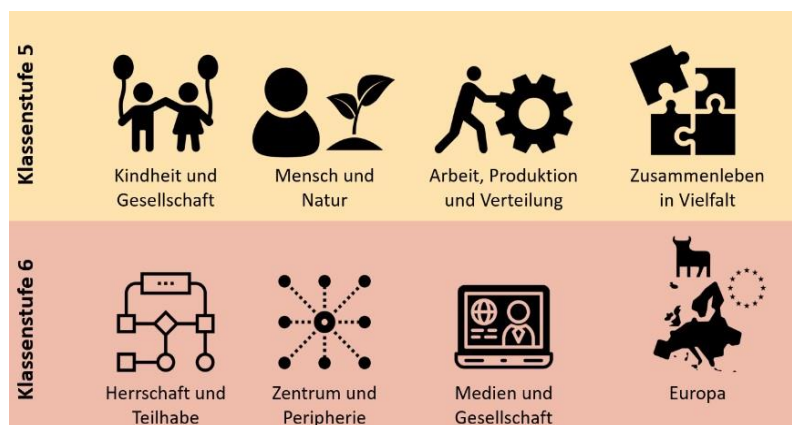 Klassenstufe 5
Kindheit und
Gesellschaft
Mensch und
Natur
Arbeit, Produktion
und Verteilung
Zusammenleben
in Vielfalt
Klassenstufe 6
Herrschaft und
Teilhabe
Zentrum und
Peripherie
Medien und
Gesellschaft
Europa